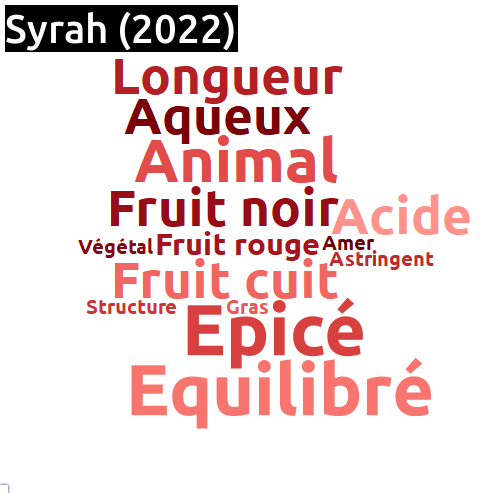 Syrah (2022)
Longueur
Aqueux
Animal
Fruit noir
Acide
Végétal
Fruit rouge
Amer
Astringent
Fruit cuit
Structure
Gras
Epicé
Equilibré